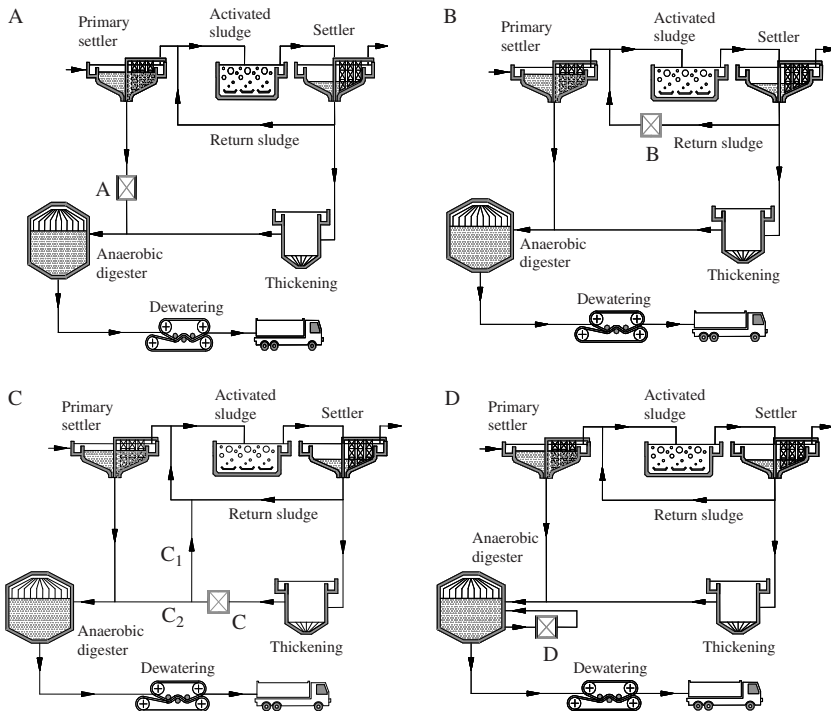 A
Primary
settler
Activated
sludge
Settler
Return sludge
A
Anaerobic
digester
Thickening
Dewatering
B
Primary
settler
Activated
sludge
Settler
Return sludge
B
Anaerobic
digester
Thickening
Dewatering
C
Primary
settler
Activated
sludge
Settler
Return sludge
C1
C2
C
Anaerobic
digester
Thickening
Dewatering
D
Primary
settler
Activated
sludge
Settler
Return sludge
Anaerobic
digester
D
Thickening
Dewatering